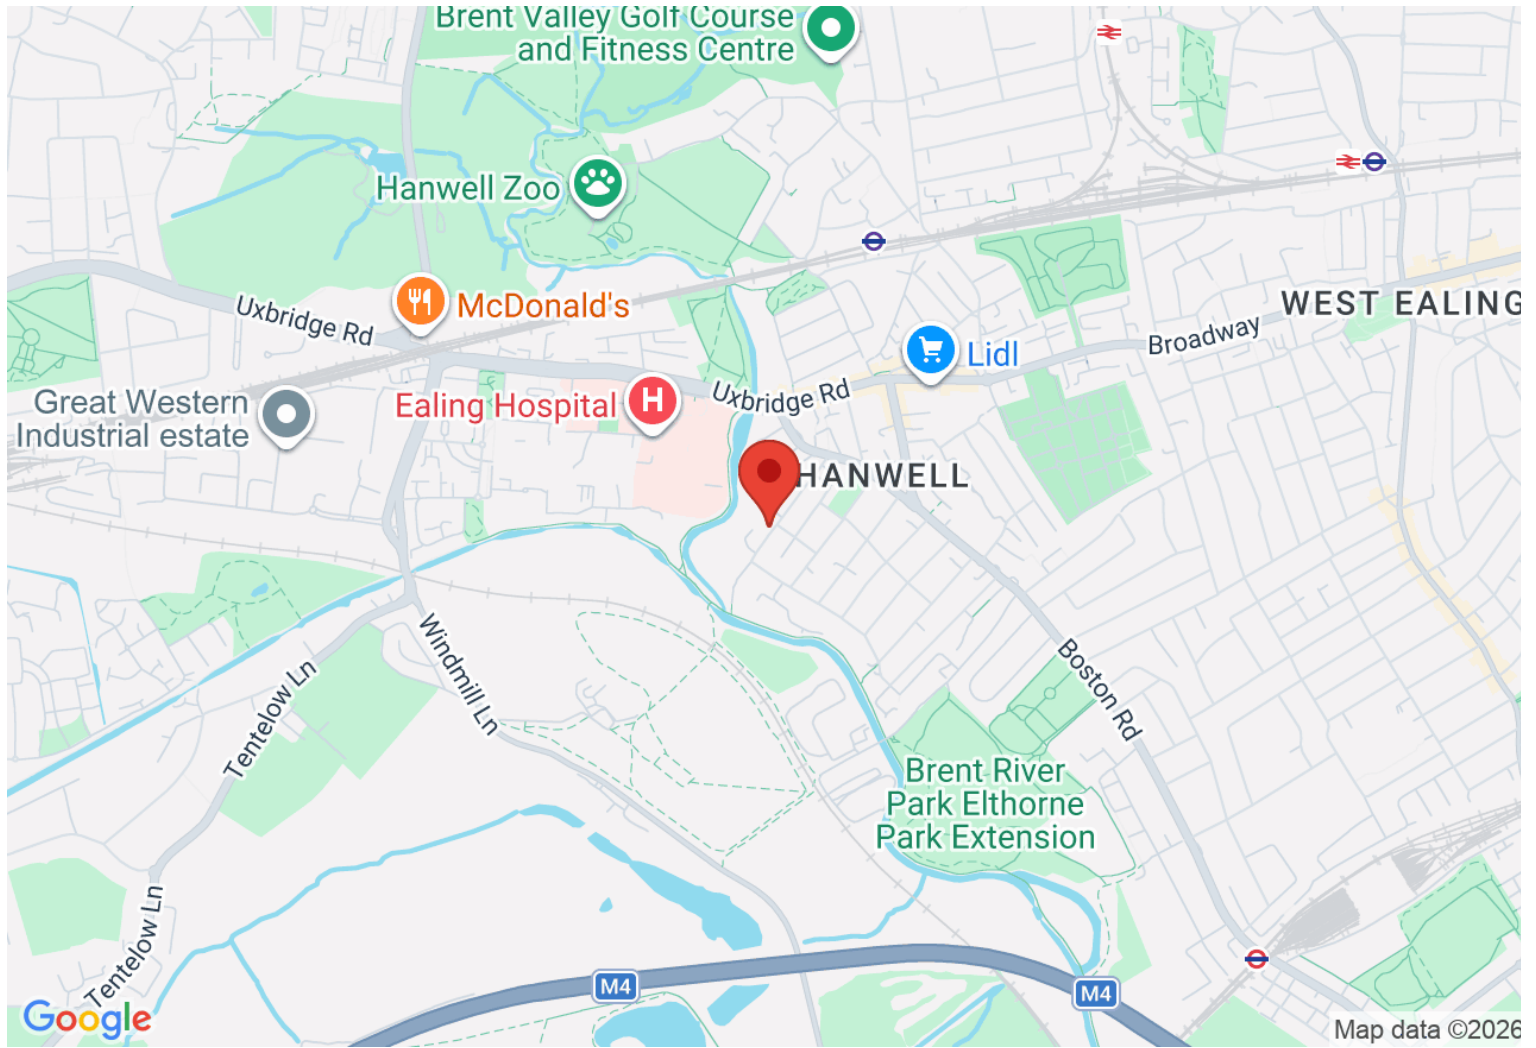 Brent Valley Golf Course
and Fitness Centre
Hanwell Zoo
McDonald's
Uxbridge Rd
WEST EALING
Broadway
Lidl
Uxbridge Rd
Great Western
Industrial estate
Ealing Hospital
H
HANWELL
Windmill Ln
Tentelow Ln
Boston Rd
Brent River
Park Elthorne
Park Extension
Tentelow Ln
M4
M4
Google
Map data ©2026